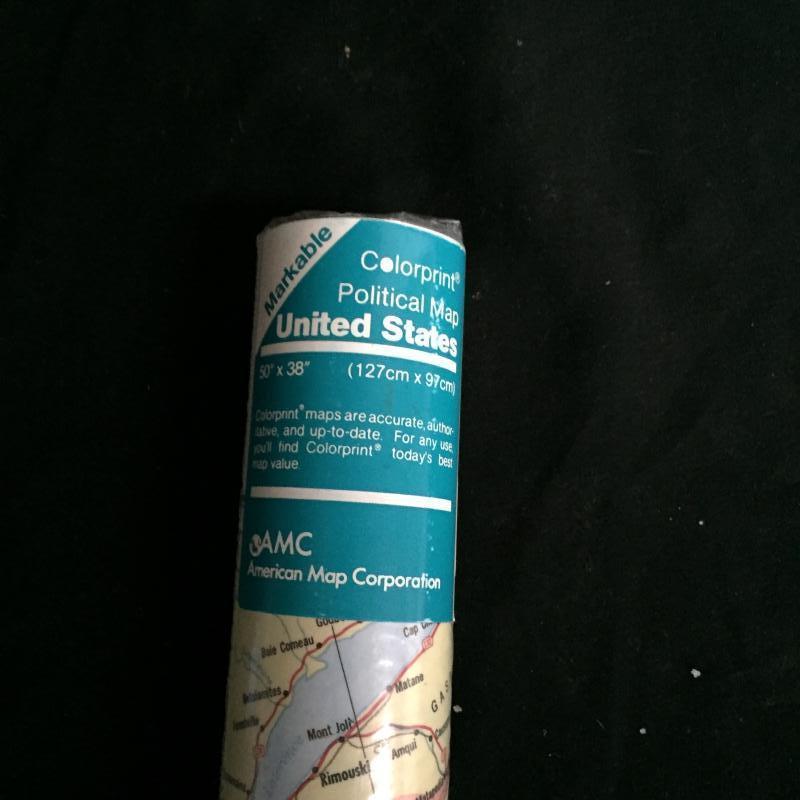 Markable
Colorprint®
Political Map
United States
50" x 38" (127cm x 97cm)
Colorprint® maps are accurate, author-
itative, and up-to-date. For any use,
you'll find Colorprint® today's best
map value.
AMC
American Map Corporation
Baie Comeau
Cap
Matane
GAS
Mont Joli
Amqui
Rimouski